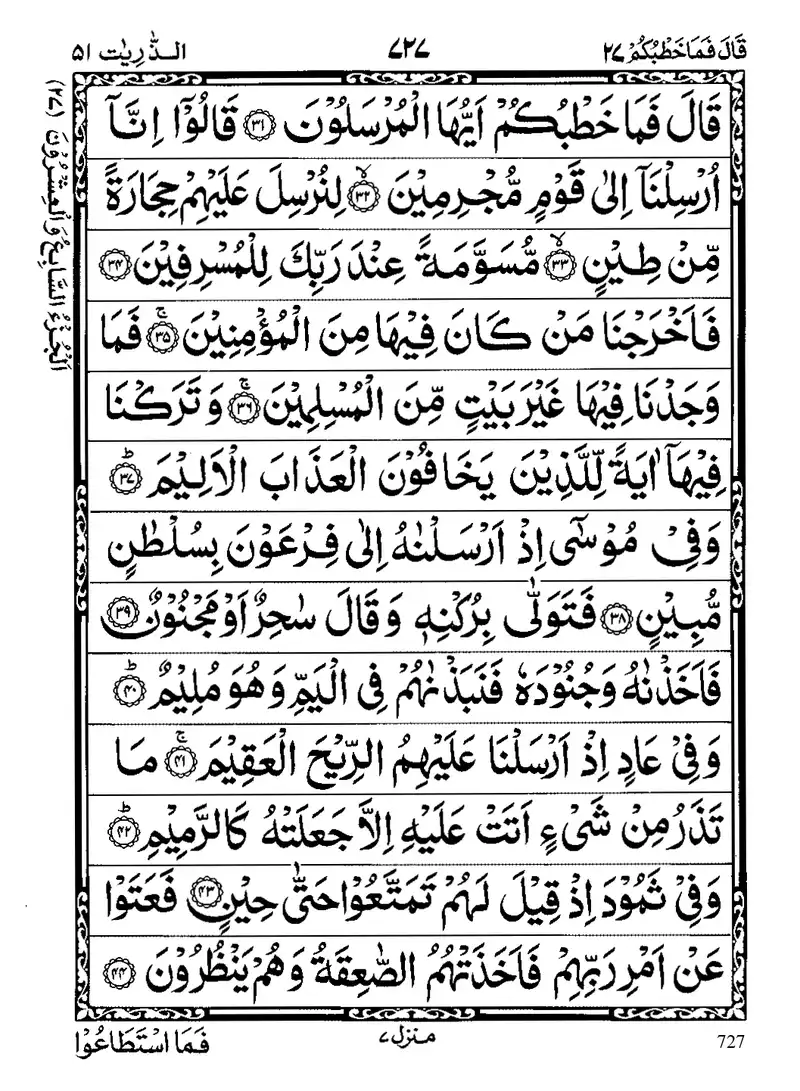 قَالَ فَمَا خَطْبُكُمْ ٢٧
٧٢٧
الذّٰرِيٰت ٥١
اَلْجُزْءُ السَّابِعُ وَالْعِشْرُوْنَ (٢٧)
قَالَ فَمَا خَطْبُكُمْ اَيُّهَا الْمُرْسَلُوْنَ ۝٣١ قَالُوْٓا اِنَّآ
اُرْسِلْنَآ اِلٰى قَوْمٍ مُّجْرِمِيْنَ ۝٣٢ۙ لِنُرْسِلَ عَلَيْهِمْ حِجَارَةً
مِّنْ طِيْنٍ ۝٣٣ۙ مُّسَوَّمَةً عِنْدَ رَبِّكَ لِلْمُسْرِفِيْنَ ۝٣٤
فَاَخْرَجْنَا مَنْ كَانَ فِيْهَا مِنَ الْمُؤْمِنِيْنَ ۝٣٥ۚ فَمَا
وَجَدْنَا فِيْهَا غَيْرَ بَيْتٍ مِّنَ الْمُسْلِمِيْنَ ۝٣٦ۚ وَتَرَكْنَا
فِيْهَآ اٰيَةً لِّلَّذِيْنَ يَخَافُوْنَ الْعَذَابَ الْاَلِيْمَ ۝٣٧ؕ
وَفِيْ مُوْسٰٓى اِذْ اَرْسَلْنٰهُ اِلٰى فِرْعَوْنَ بِسُلْطٰنٍ
مُّبِيْنٍ ۝٣٨ فَتَوَلّٰى بِرُكْنِهٖ وَقَالَ سٰحِرٌ اَوْ مَجْنُوْنٌ ۝٣٩
فَاَخَذْنٰهُ وَجُنُوْدَهٗ فَنَبَذْنٰهُمْ فِي الْيَمِّ وَهُوَ مُلِيْمٌ ۝٤٠ؕ
وَفِيْ عَادٍ اِذْ اَرْسَلْنَا عَلَيْهِمُ الرِّيْحَ الْعَقِيْمَ ۝٤١ۚ مَا
تَذَرُ مِنْ شَيْءٍ اَتَتْ عَلَيْهِ اِلَّا جَعَلَتْهُ كَالرَّمِيْمِ ۝٤٢ؕ
وَفِيْ ثَمُوْدَ اِذْ قِيْلَ لَهُمْ تَمَتَّعُوْا حَتّٰى حِيْنٍ ۝٤٣ فَعَتَوْا
عَنْ اَمْرِ رَبِّهِمْ فَاَخَذَتْهُمُ الصّٰعِقَةُ وَهُمْ يَنْظُرُوْنَ ۝٤٤
727
منزل ٧
فَمَا اسْتَطَاعُوْا